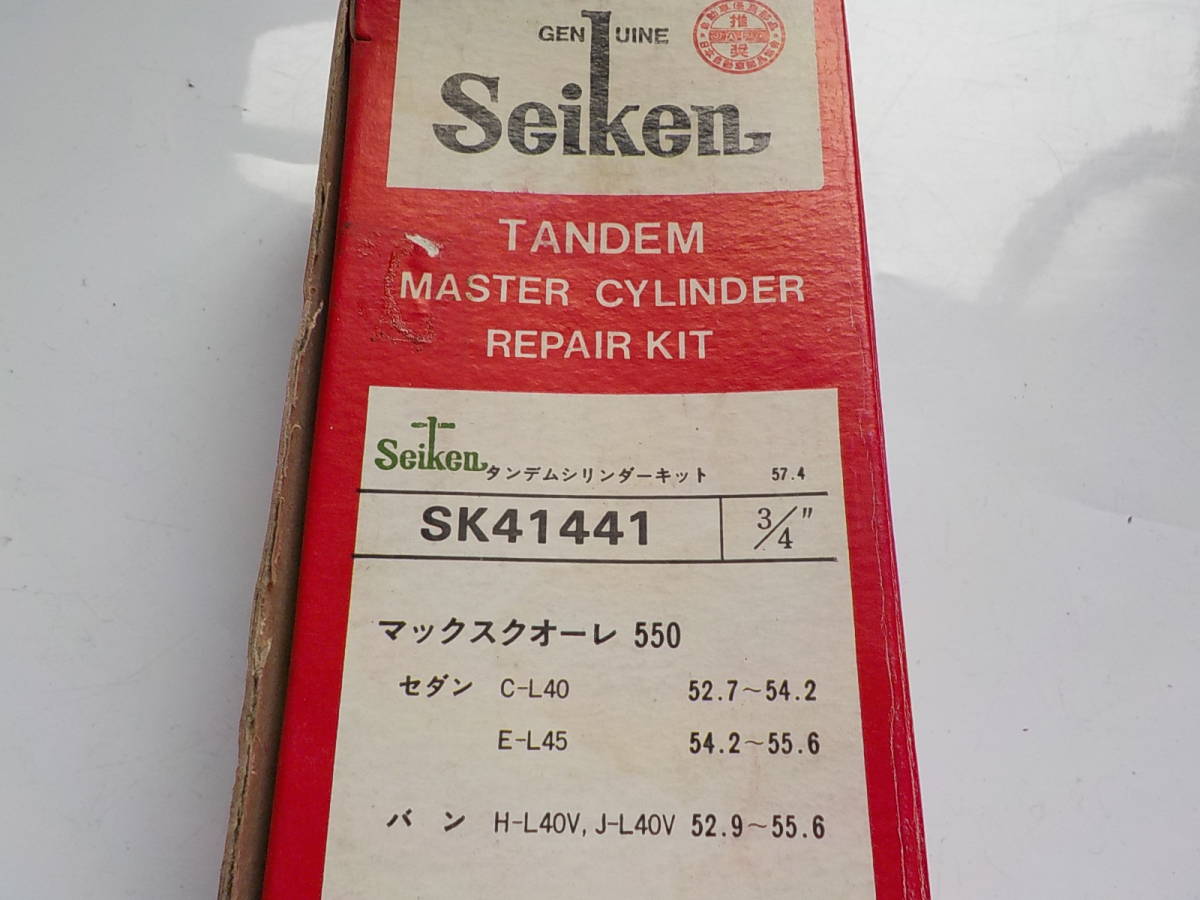 GENUINE
推奨
Seiken
TANDEM
MASTER CYLINDER
REPAIR KIT
Seiken タンデムシリンダーキット 57.4
SK41441 3/4"
マックスクオーレ 550
セダン C-L40 52.7~54.2
E-L45 54.2~55.6
バン H-L40V, J-L40V 52.9~55.6